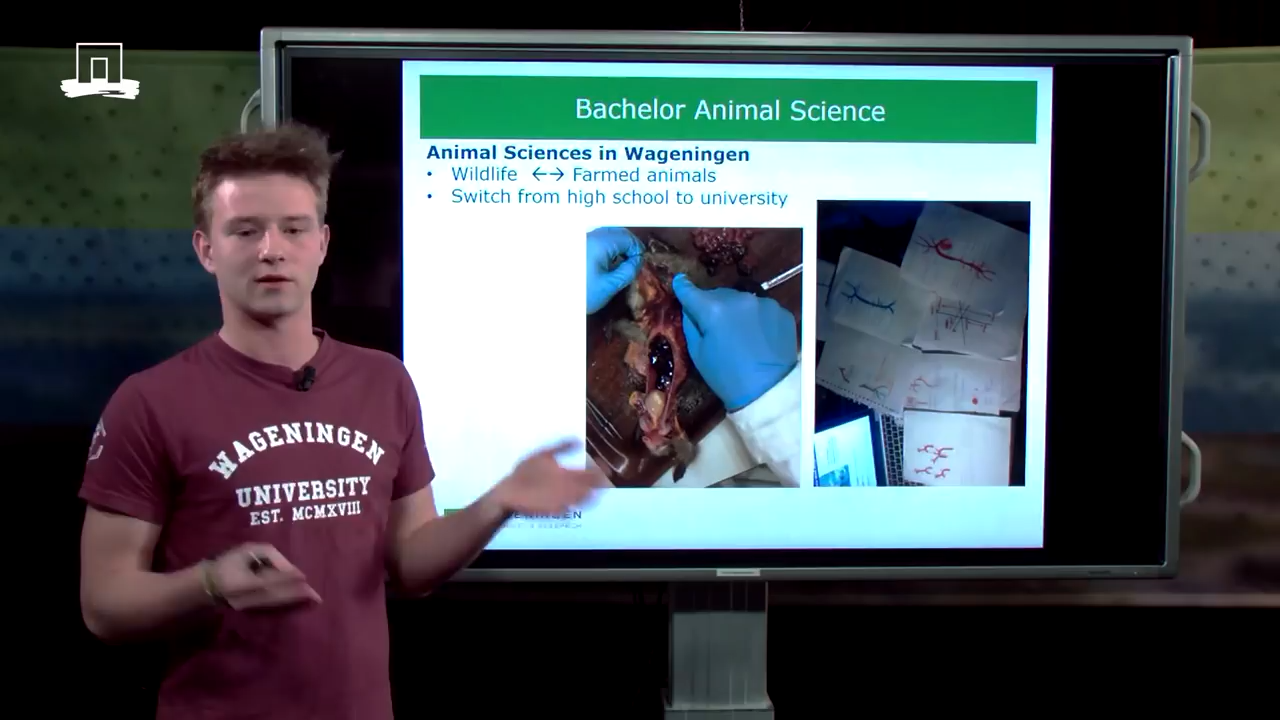 Bachelor Animal Science
Animal Sciences in Wageningen
• Wildlife ←→ Farmed animals
• Switch from high school to university
WAGENINGEN
UNIVERSITY
EST. MCMXVIII